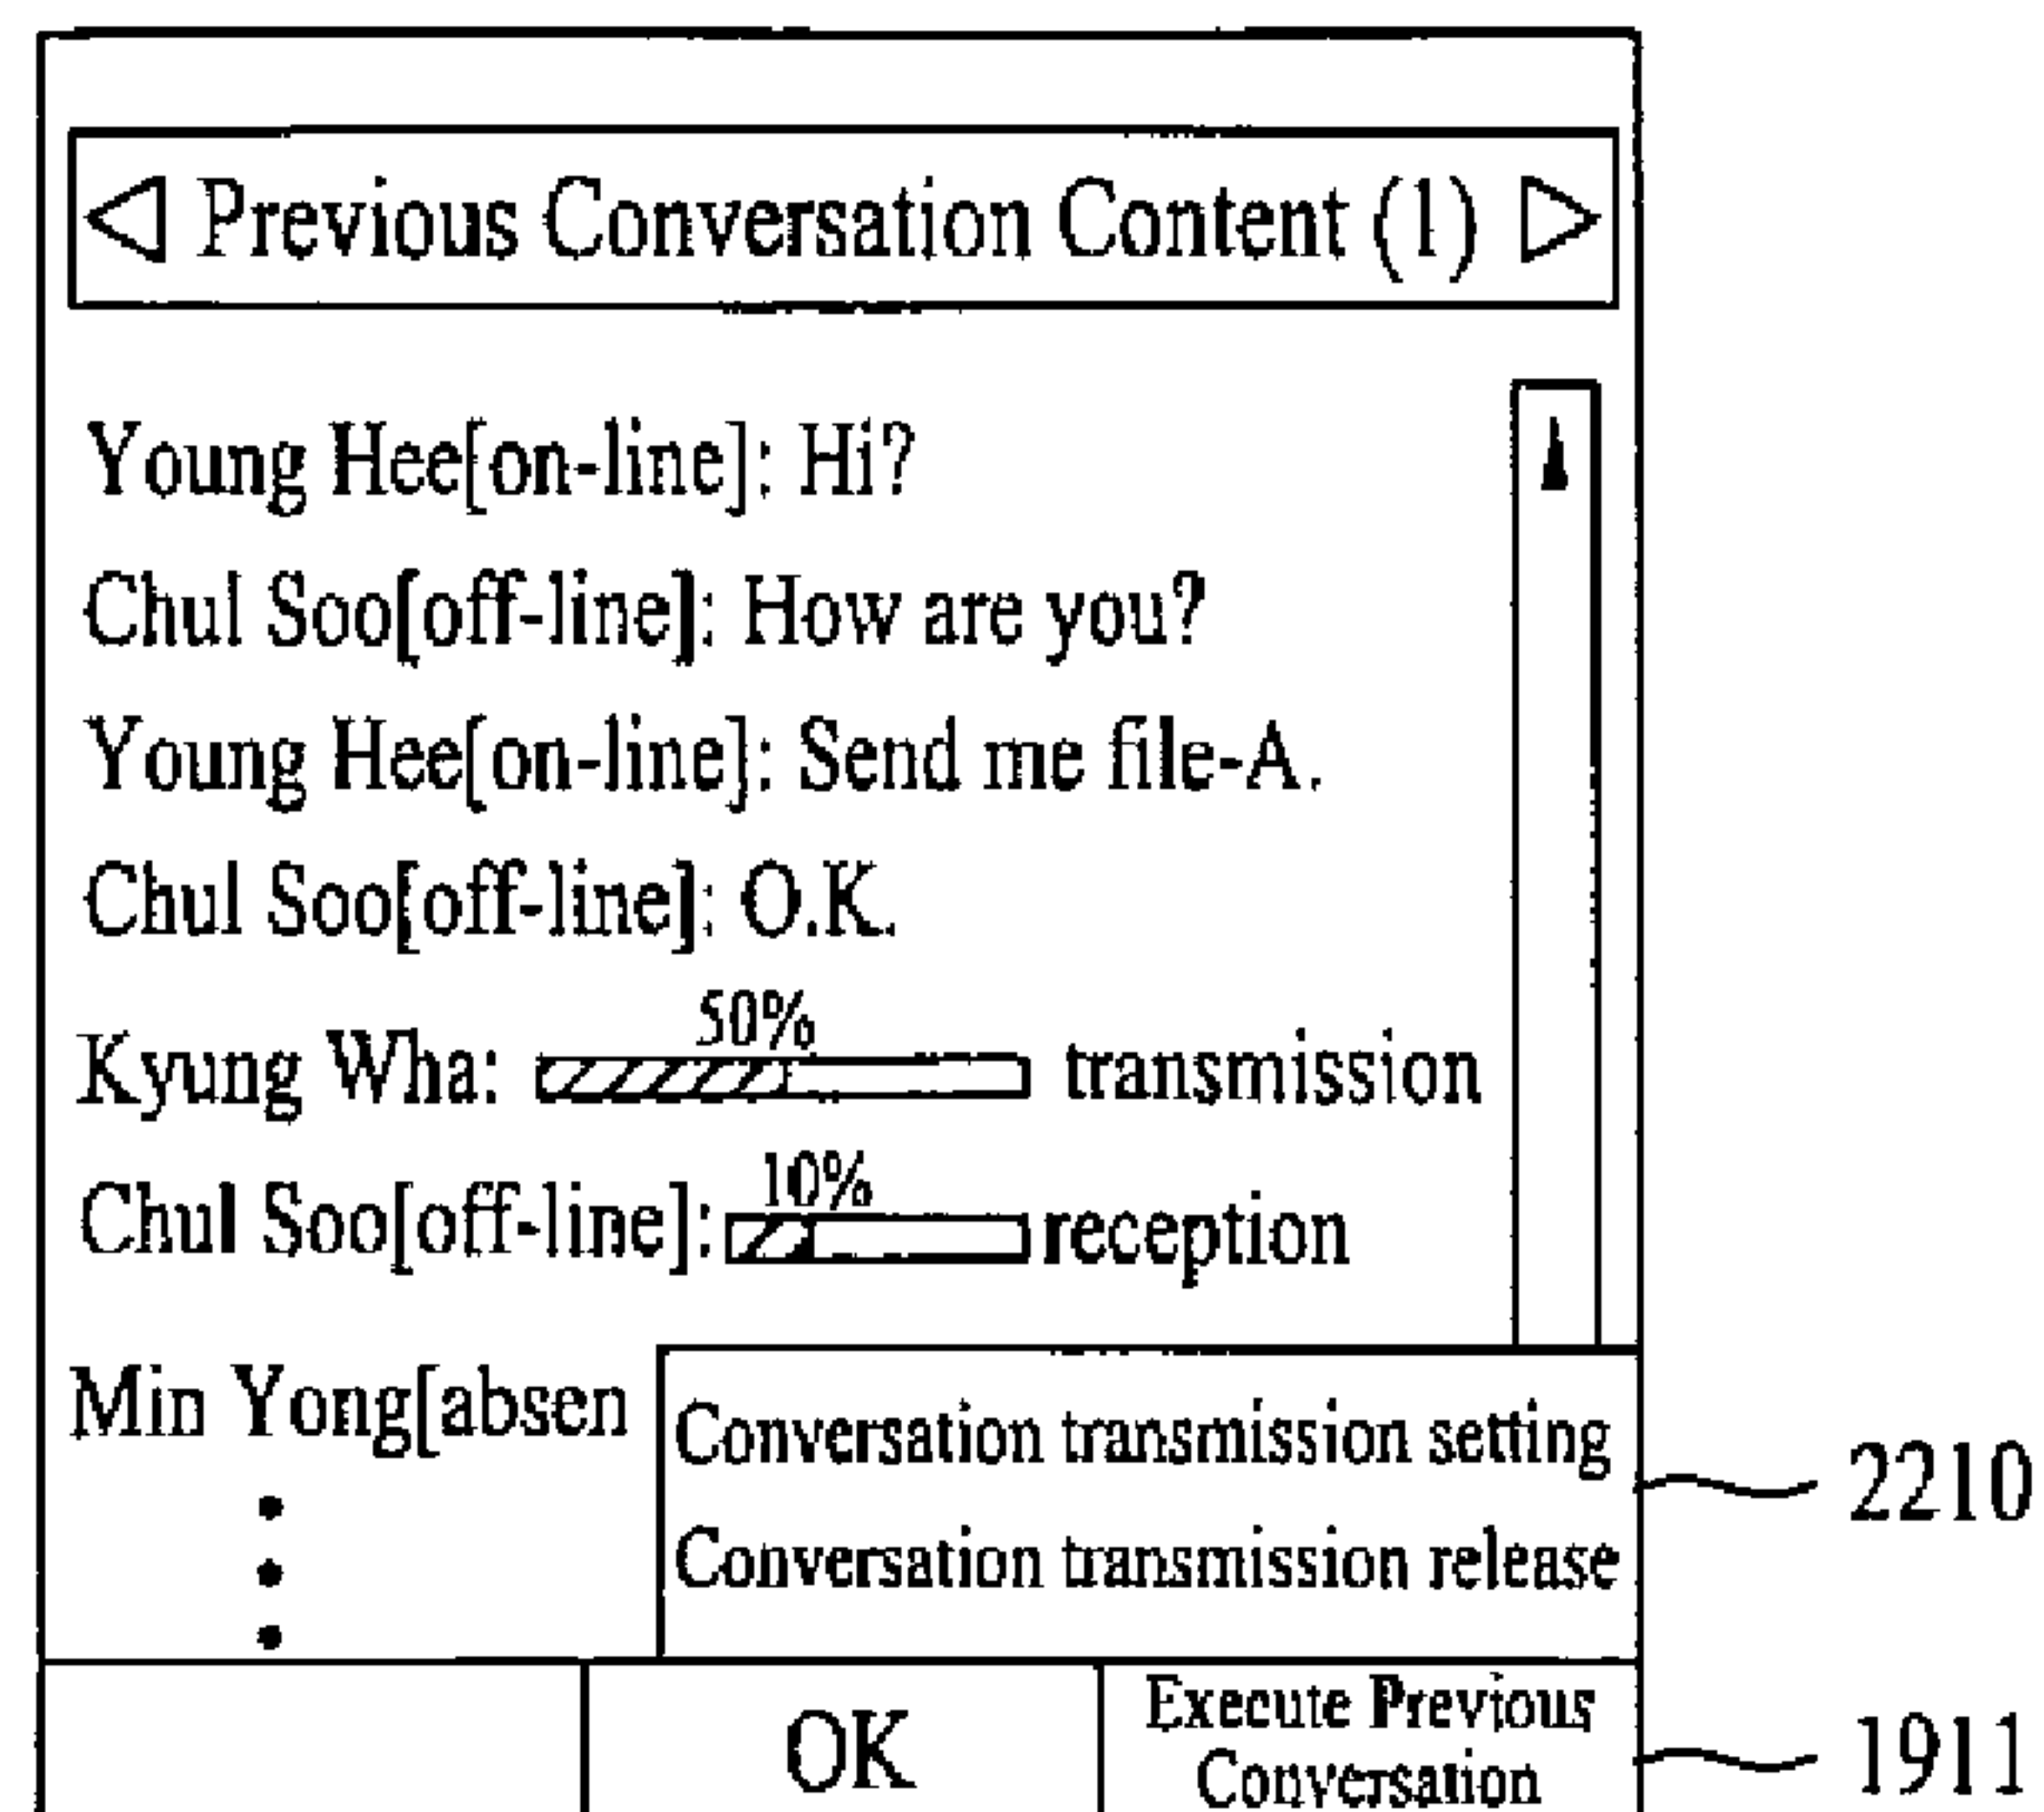 Previous Conversation Content (1)
Young Hee[on-line]: Hi?
Chul Soo[off-line]: How are you?
Young Hee[on-line]: Send me file-A.
Chul Soo[off-line]: O.K.
50%
Kyung Wha: transmission
10%
Chul Soo[off-line]: reception
Min Yong[absen
Conversation transmission setting
2210
Conversation transmission release
OK
Execute Previous
Conversation
1911